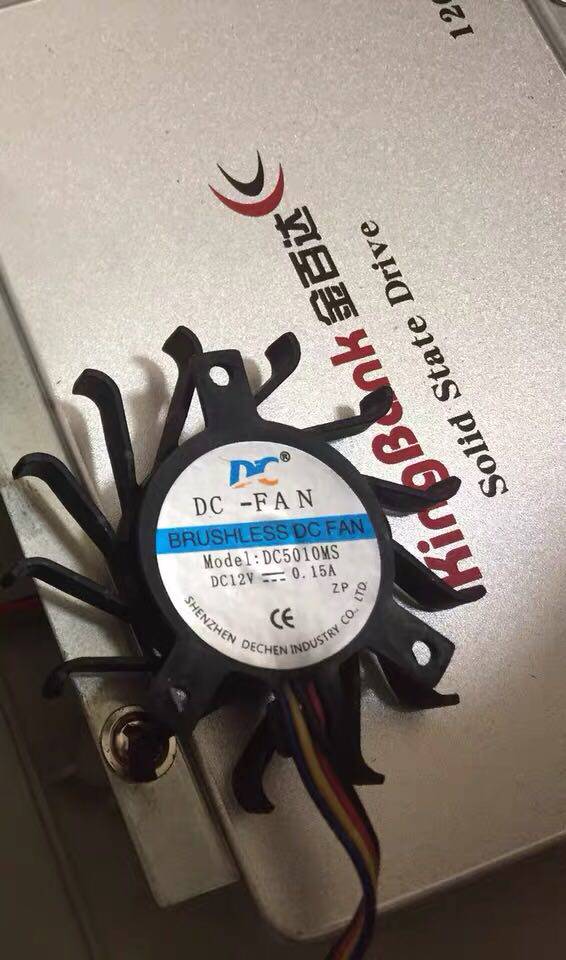 120
KingBank 金百达
Solid State Drive
DC®
DC -FAN
BRUSHLESS DC FAN
Model:DC5010MS
DC12V ⎓ 0.15A
ZP
CE
SHENZHEN DECHEN INDUSTRY CO., LTD.